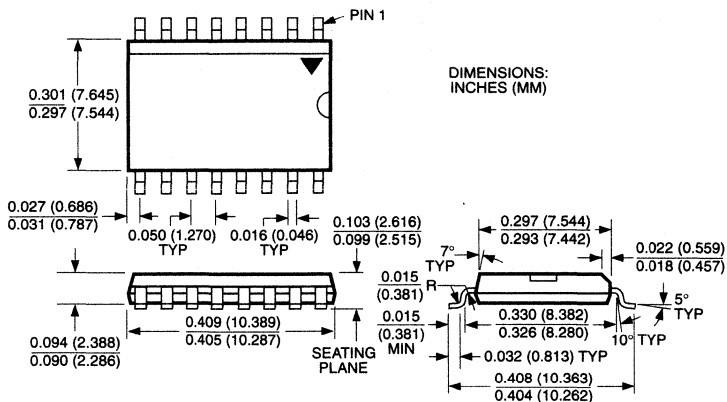 PIN 1
DIMENSIONS:
INCHES (MM)
0.301 (7.645)
0.297 (7.544)
0.027 (0.686)
0.031 (0.787)
0.050 (1.270)
TYP
0.016 (0.046)
TYP
0.103 (2.616)
0.099 (2.515)
0.297 (7.544)
0.293 (7.442)
7°
TYP
0.022 (0.559)
0.018 (0.457)
0.015
(0.381)
R
5°
TYP
0.015
(0.381)
MIN
0.330 (8.382)
0.326 (8.280)
10° TYP
0.094 (2.388)
0.090 (2.286)
0.409 (10.389)
0.405 (10.287)
SEATING
PLANE
0.032 (0.813) TYP
0.408 (10.363)
0.404 (10.262)